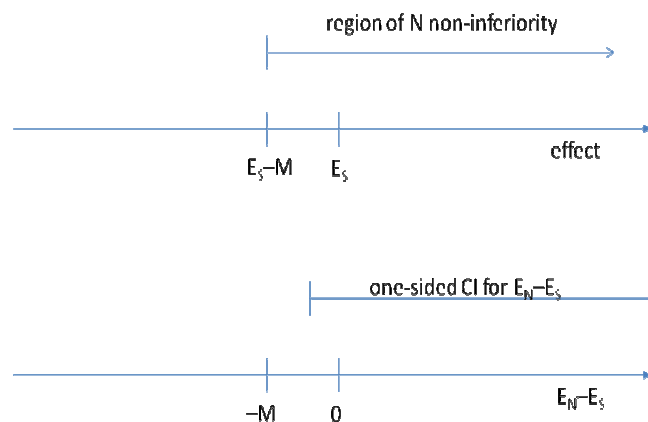 region of N non-inferiority
E_S–M
E_S
effect
one-sided CI for E_N–E_S
–M
0
E_N–E_S